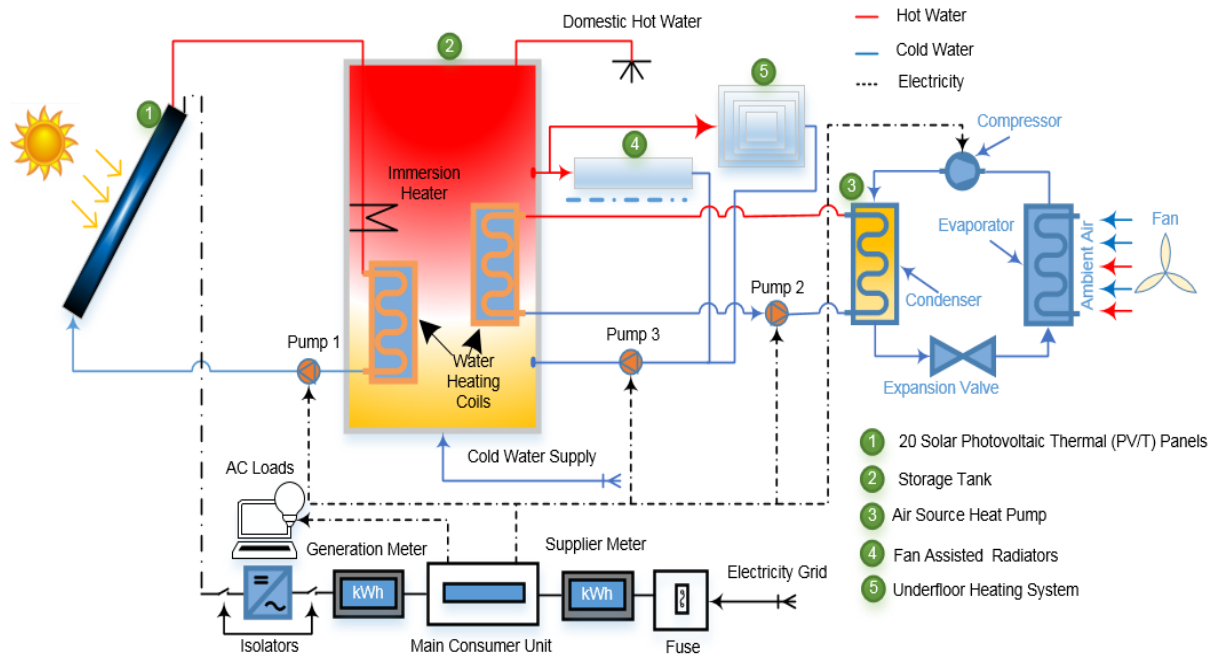 Domestic Hot Water
Hot Water
Cold Water
Electricity
2
5
1
4
3
Immersion
Heater
Compressor
Evaporator
Ambient Air
Fan
Condenser
Expansion Valve
Pump 1
Pump 2
Pump 3
Water
Heating
Coils
Cold Water Supply
AC Loads
Generation Meter
Supplier Meter
Electricity Grid
kWh
kWh
Isolators
Main Consumer Unit
Fuse
1 20 Solar Photovoltaic Thermal (PV/T) Panels
2 Storage Tank
3 Air Source Heat Pump
4 Fan Assisted Radiators
5 Underfloor Heating System